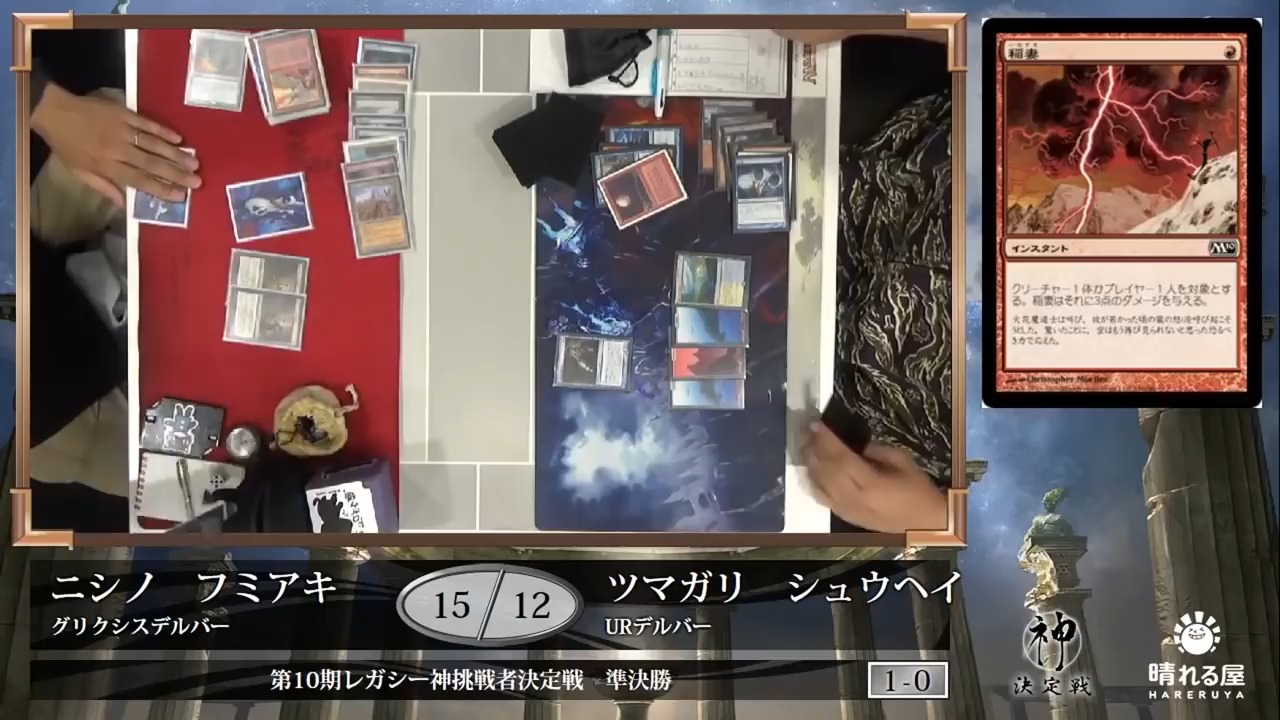 稲妻
インスタント
M10
クリーチャー1体かプレイヤー1人を対象とす
る。稲妻はそれに3点のダメージを与える。
Christopher Moeller
ニシノ フミアキ
グリクシスデルバー
15 / 12
ツマガリ シュウヘイ
URデルバー
第10期レガシー神挑戦者決定戦 準決勝
1-0
神
決定戦
晴れる屋
HARERUYA